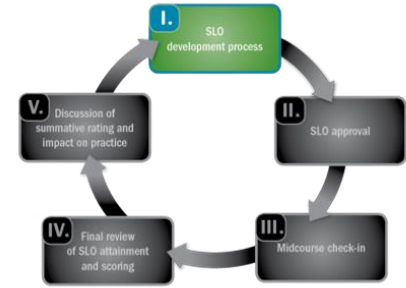 I.
SLO
development process
II.
SLO approval
III.
Midcourse check-in
IV.
Final review
of SLO attainment
and scoring
V.
Discussion of
summative rating and
impact on practice